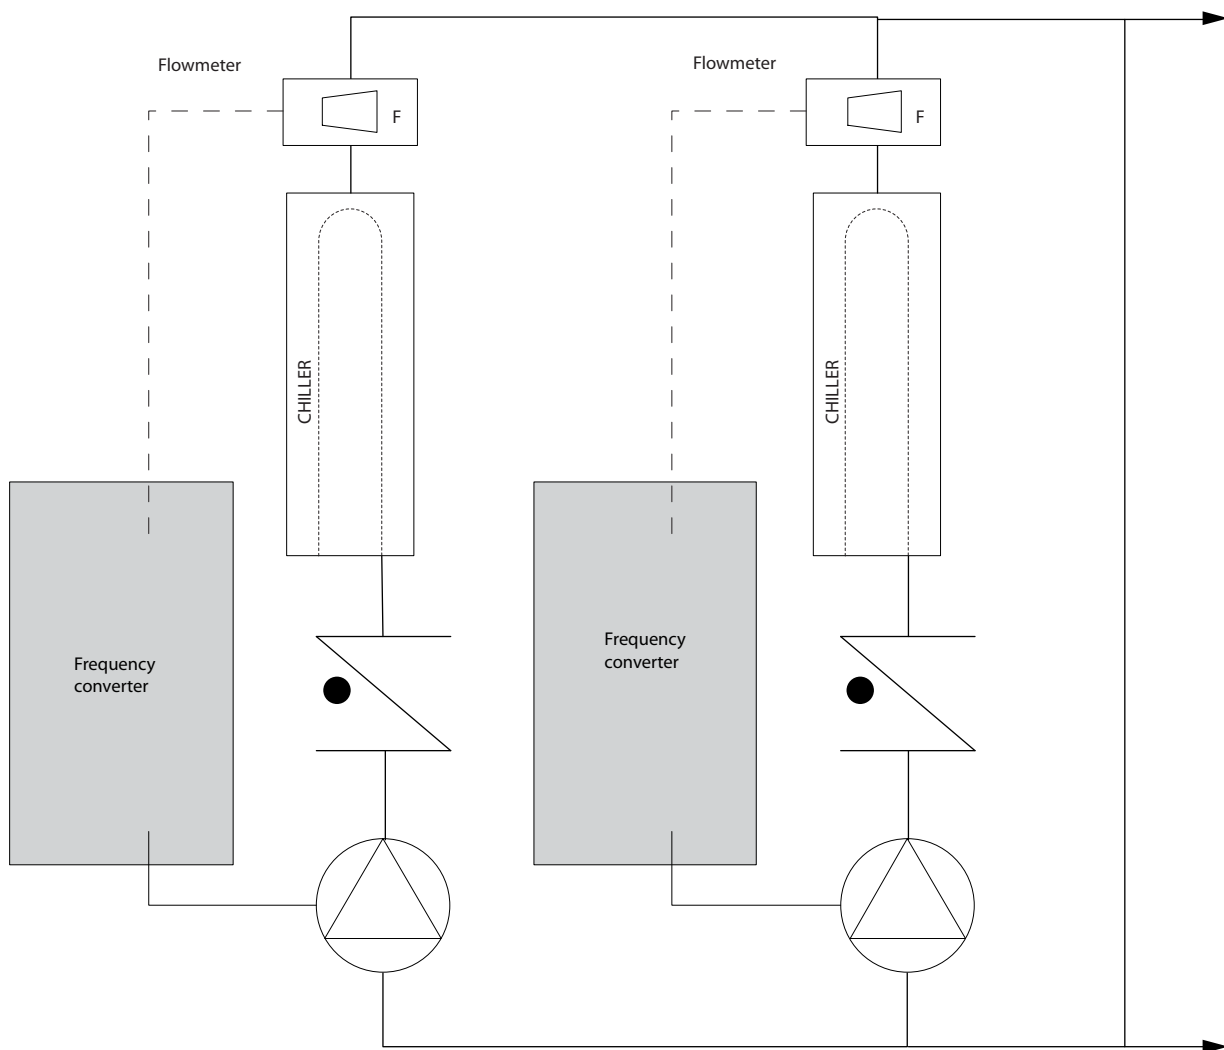 Flowmeter
Flowmeter
F
F
CHILLER
CHILLER
Frequency
converter
Frequency
converter